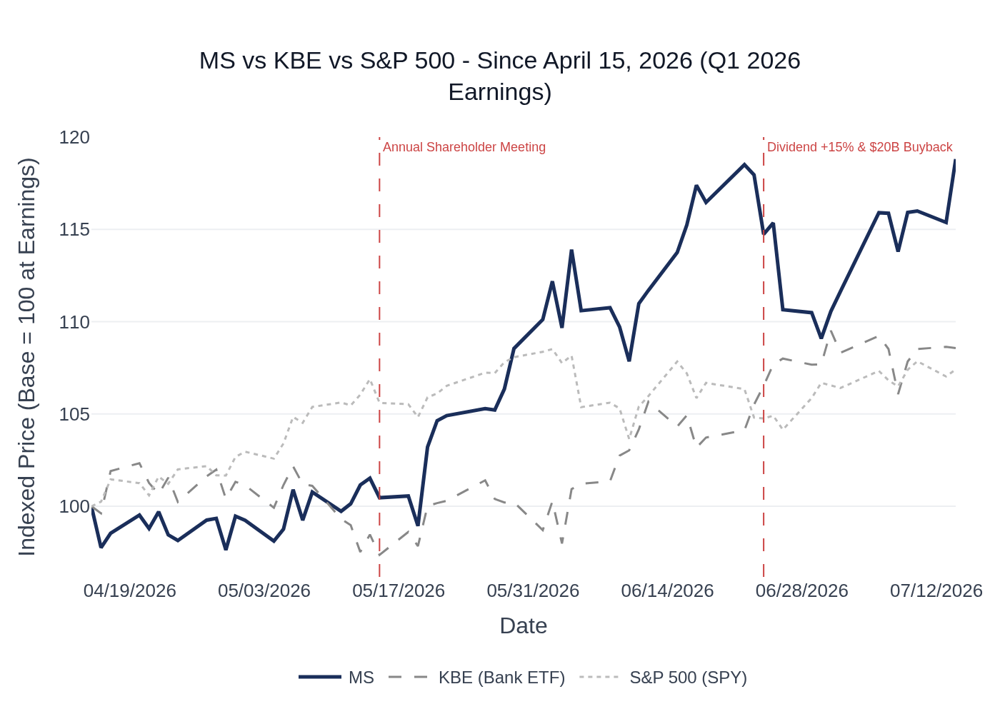 MS vs KBE vs S&P 500 - Since April 15, 2026 (Q1 2026
Earnings)
Indexed Price (Base = 100 at Earnings)
120
115
110
105
100
Annual Shareholder Meeting
Dividend +15% & $20B Buyback
04/19/2026
05/03/2026
05/17/2026
05/31/2026
06/14/2026
06/28/2026
07/12/2026
Date
MS
KBE (Bank ETF)
S&P 500 (SPY)